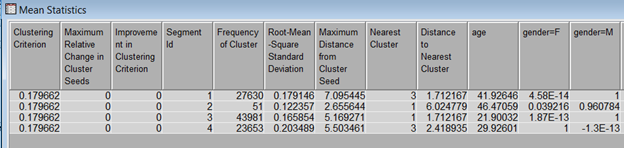 Mean Statistics
Clustering Criterion | Maximum Relative Change in Cluster Seeds | Improveme nt in Clustering Criterion | Segment Id | Frequency of Cluster | Root-Mean -Square Standard Deviation | Maximum Distance from Cluster Seed | Nearest Cluster | Distance to Nearest Cluster | age | gender=F | gender=M
0.179662 0 0 1 27630 0.179146 7.095445 3 1.712167 41.92646 4.58E-14 1
0.179662 0 0 2 51 0.122357 2.655644 1 6.024779 46.47059 0.039216 0.960784
0.179662 0 0 3 43981 0.165854 5.169271 1 1.712167 21.90032 1.87E-13 1
0.179662 0 0 4 23653 0.203489 5.503461 3 2.418935 29.92601 1 -1.3E-13